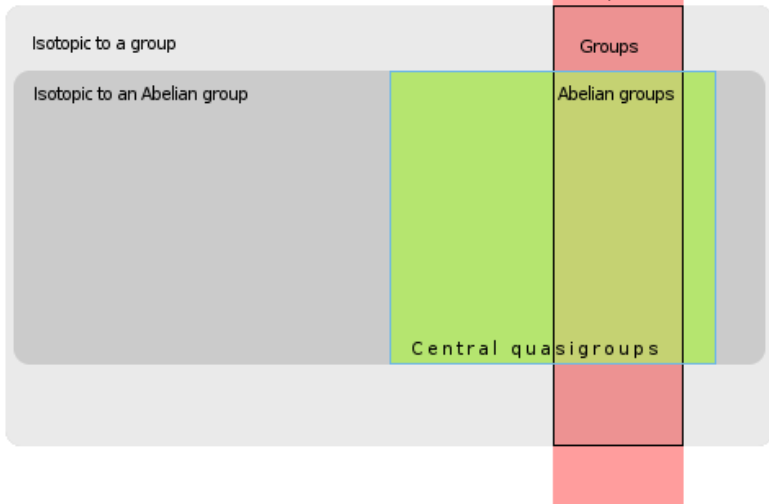 Isotopic to a group
Groups
Isotopic to an Abelian group
Abelian groups
Central quasigroups